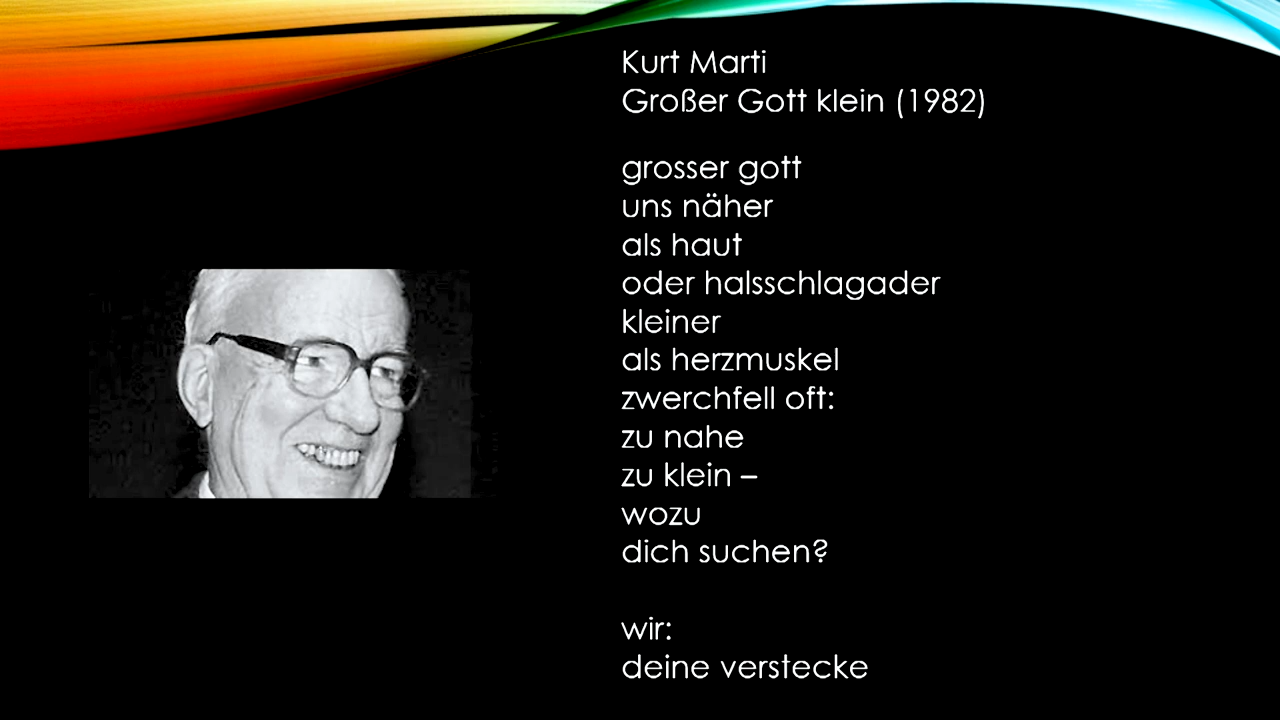 Kurt Marti
Großer Gott klein (1982)
grosser gott
uns näher
als haut
oder halsschlagader
kleiner
als herzmuskel
zwerchfell oft:
zu nahe
zu klein –
wozu
dich suchen?
wir:
deine verstecke